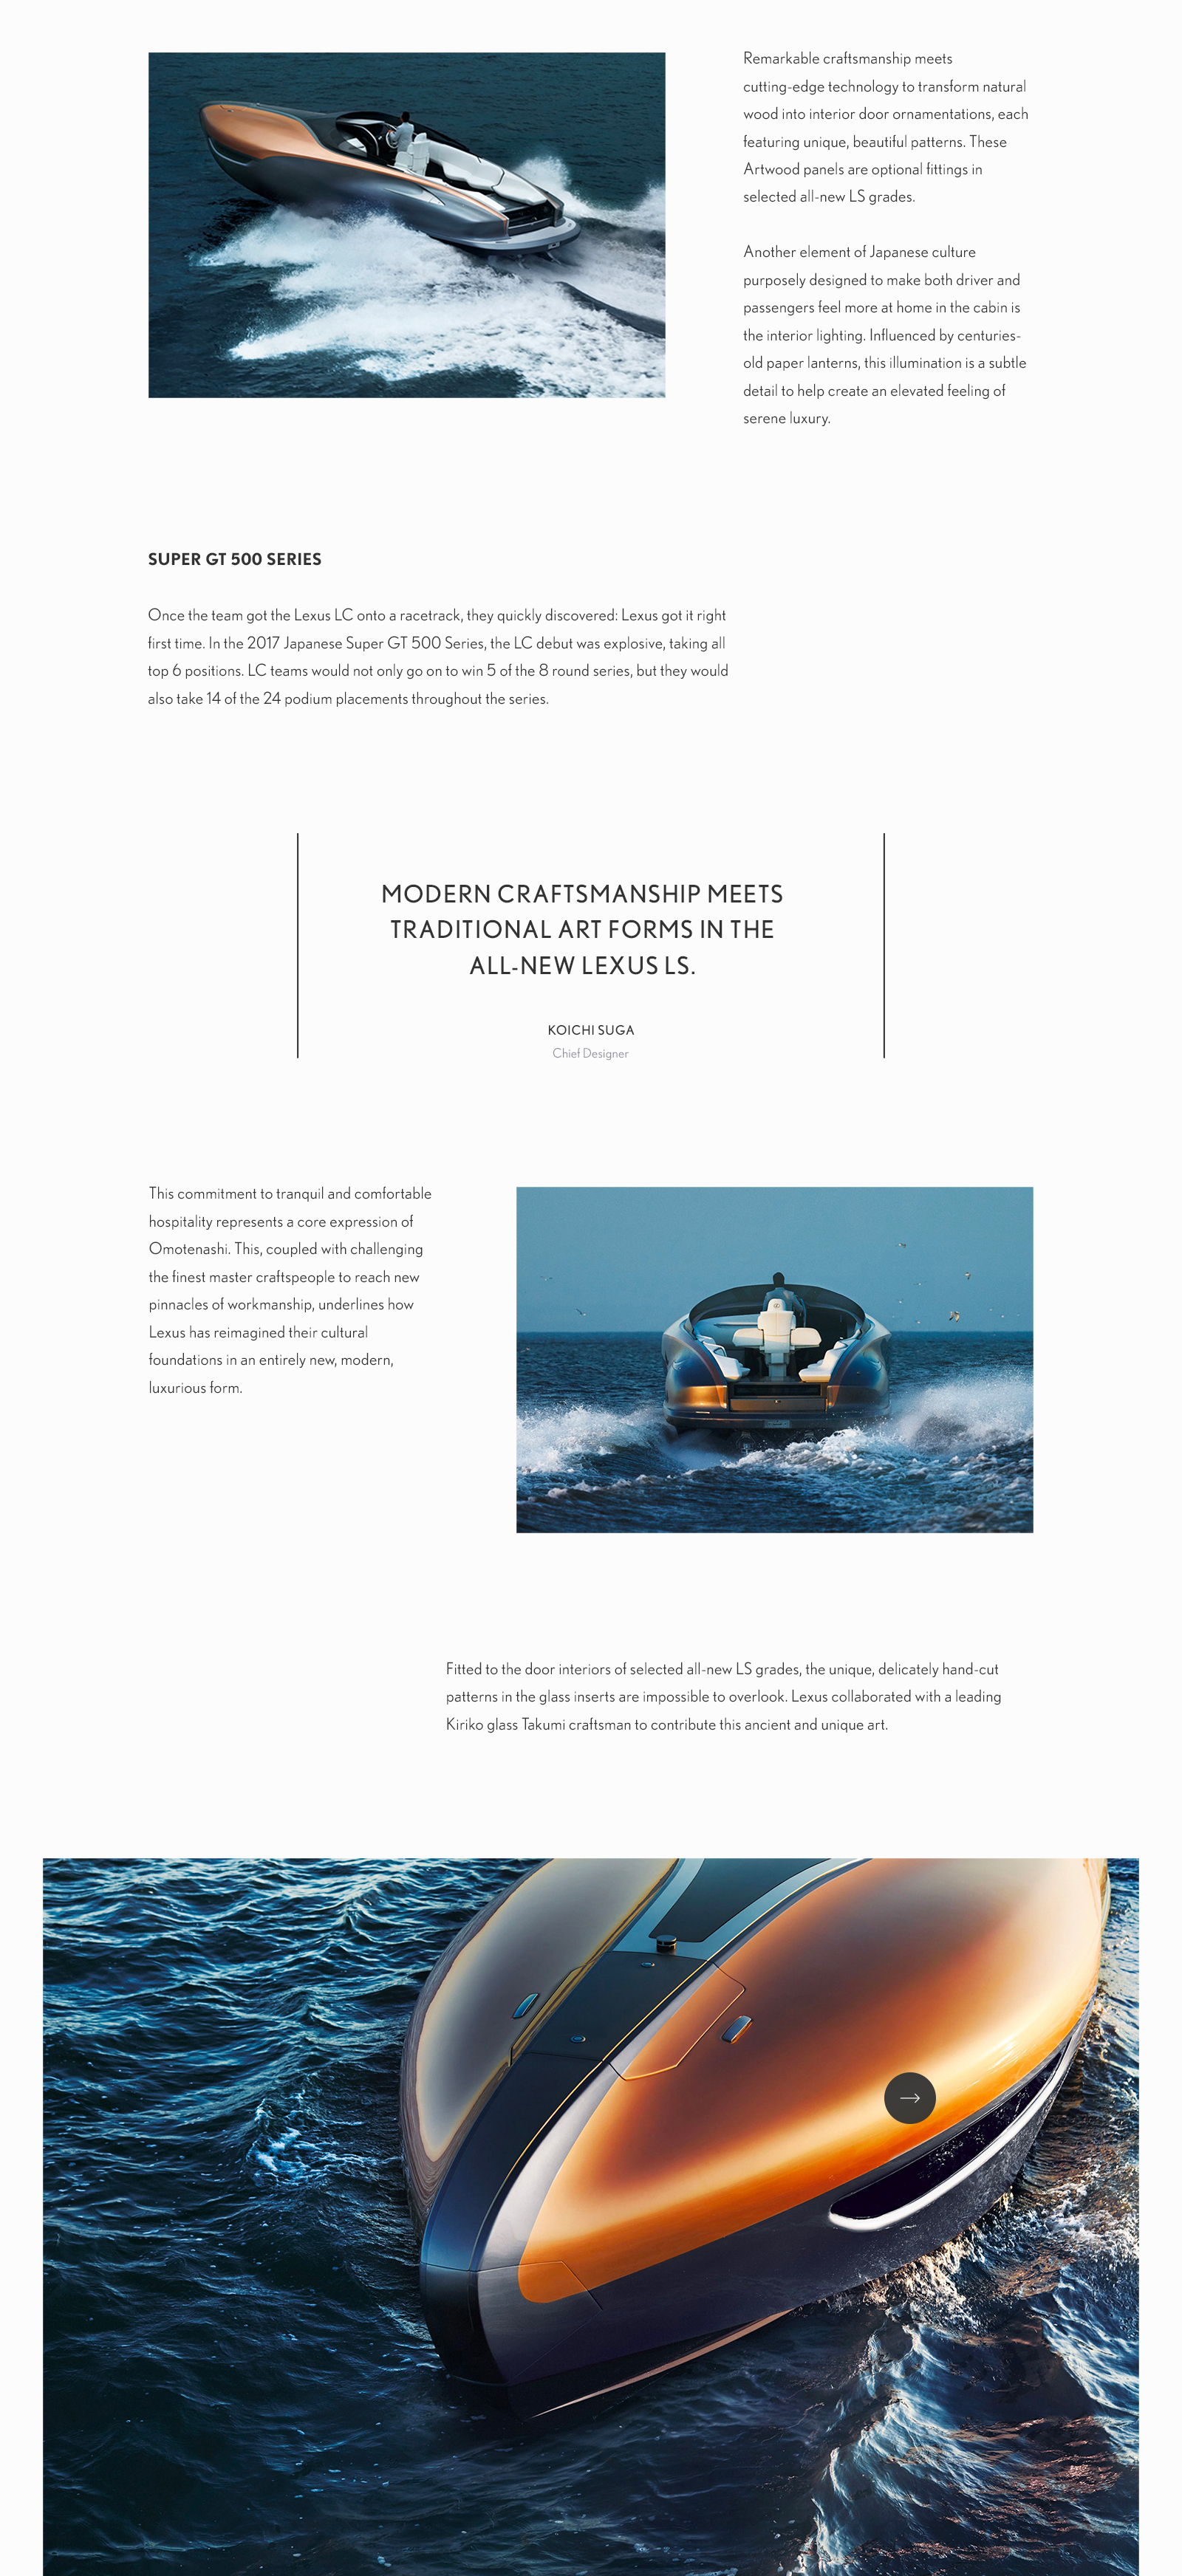 Remarkable craftsmanship meets
cutting-edge technology to transform natural
wood into interior door ornamentations, each
featuring unique, beautiful patterns. These
Artwood panels are optional fittings in
selected all-new LS grades.
Another element of Japanese culture
purposely designed to make both driver and
passengers feel more at home in the cabin is
the interior lighting. Influenced by centuries-
old paper lanterns, this illumination is a subtle
detail to help create an elevated feeling of
serene luxury.
SUPER GT 500 SERIES
Once the team got the Lexus LC onto a racetrack, they quickly discovered: Lexus got it right
first time. In the 2017 Japanese Super GT 500 Series, the LC debut was explosive, taking all
top 6 positions. LC teams would not only go on to win 5 of the 8 round series, but they would
also take 14 of the 24 podium placements throughout the series.
MODERN CRAFTSMANSHIP MEETS
TRADITIONAL ART FORMS IN THE
ALL-NEW LEXUS LS.
KOICHI SUGA
Chief Designer
This commitment to tranquil and comfortable
hospitality represents a core expression of
Omotenashi. This, coupled with challenging
the finest master craftspeople to reach new
pinnacles of workmanship, underlines how
Lexus has reimagined their cultural
foundations in an entirely new, modern,
luxurious form.
Fitted to the door interiors of selected all-new LS grades, the unique, delicately hand-cut
patterns in the glass inserts are impossible to overlook. Lexus collaborated with a leading
Kiriko glass Takumi craftsman to contribute this ancient and unique art.